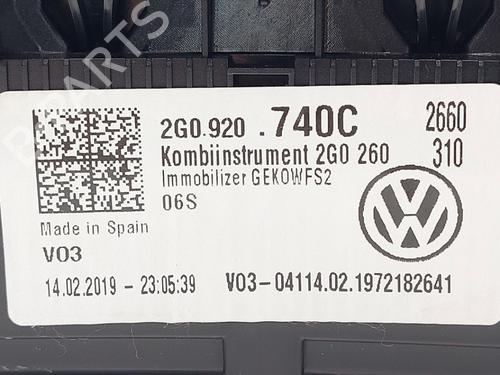 2G0.920 .740C 2660
Kombiinstrument 2G0 260 310
Immobilizer GEKOWFS2
06S
Made in Spain
V03
14.02.2019 - 23:05:39 V03-04114.02.1972182641
PARTS